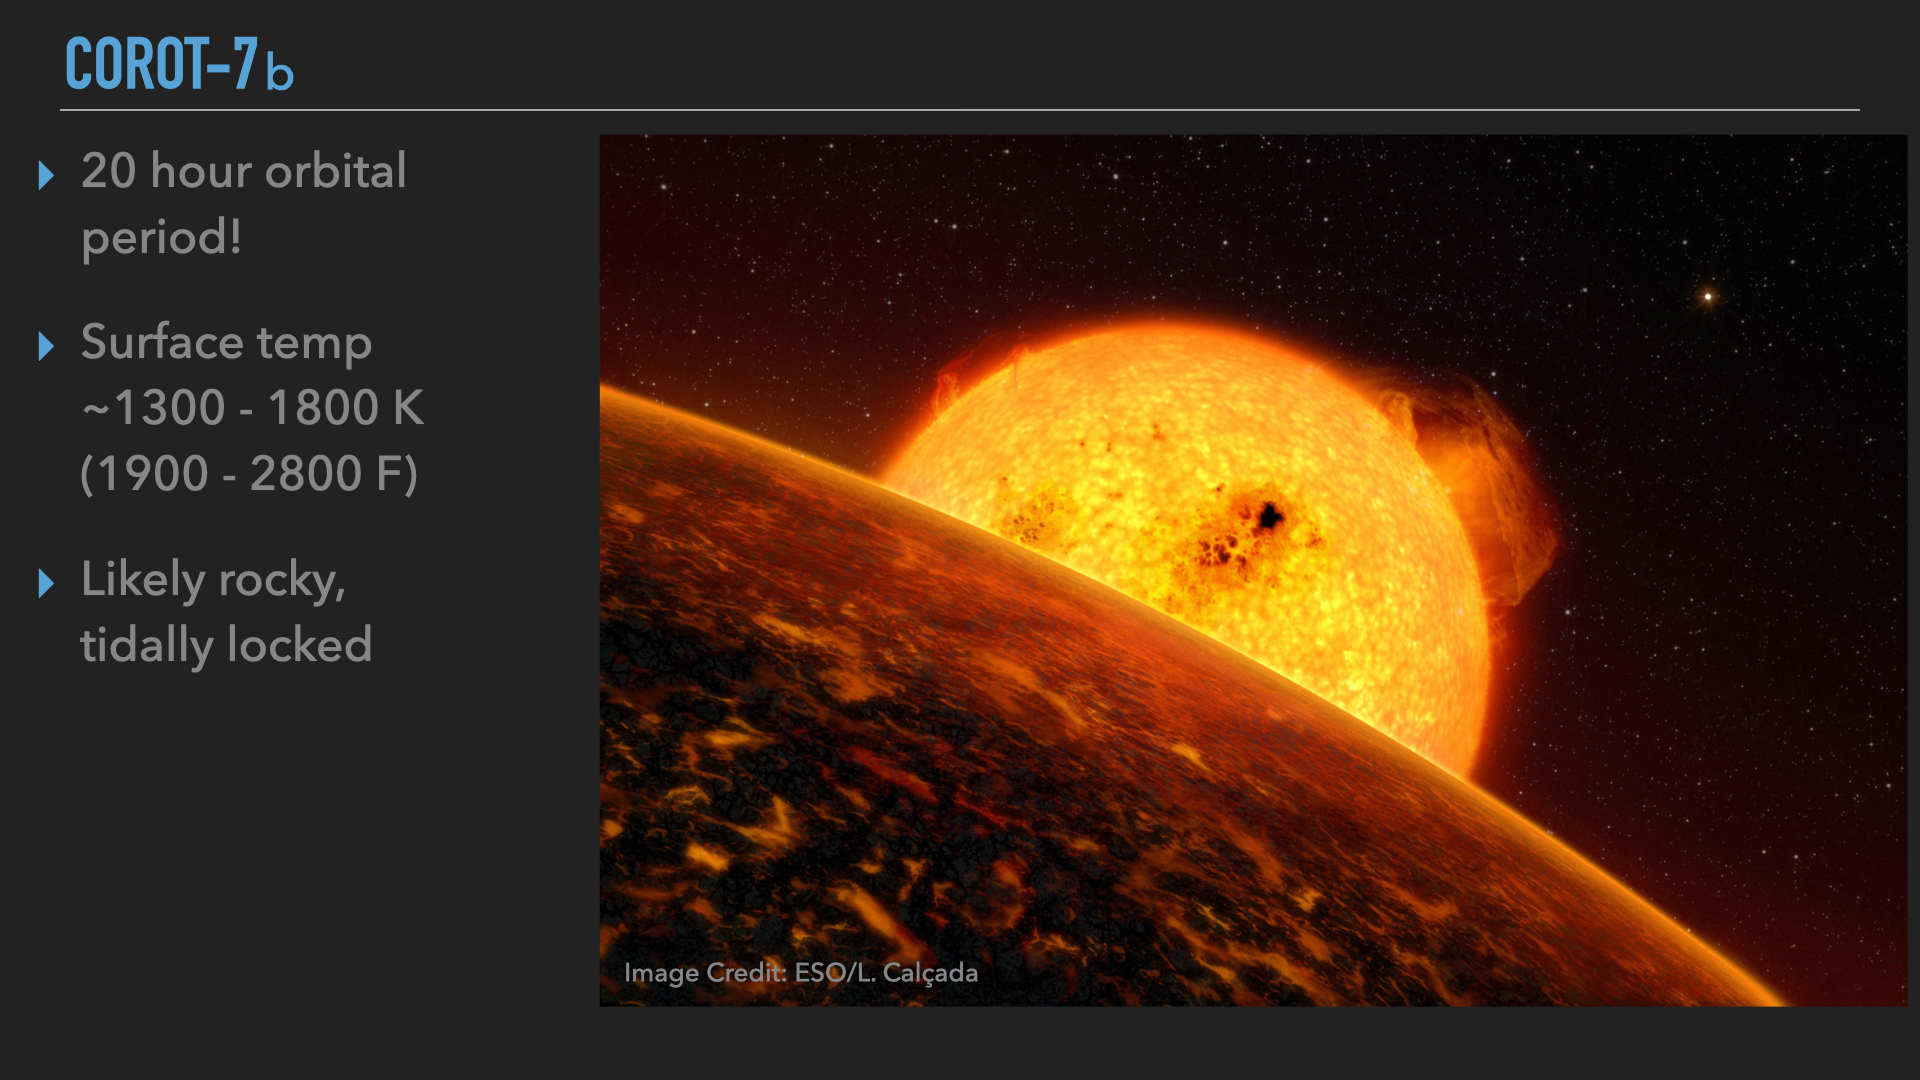 COROT-7b
20 hour orbital
period!
Surface temp
~1300 - 1800 K
(1900 - 2800 F)
Likely rocky,
tidally locked
Image Credit: ESO/L. Calçada